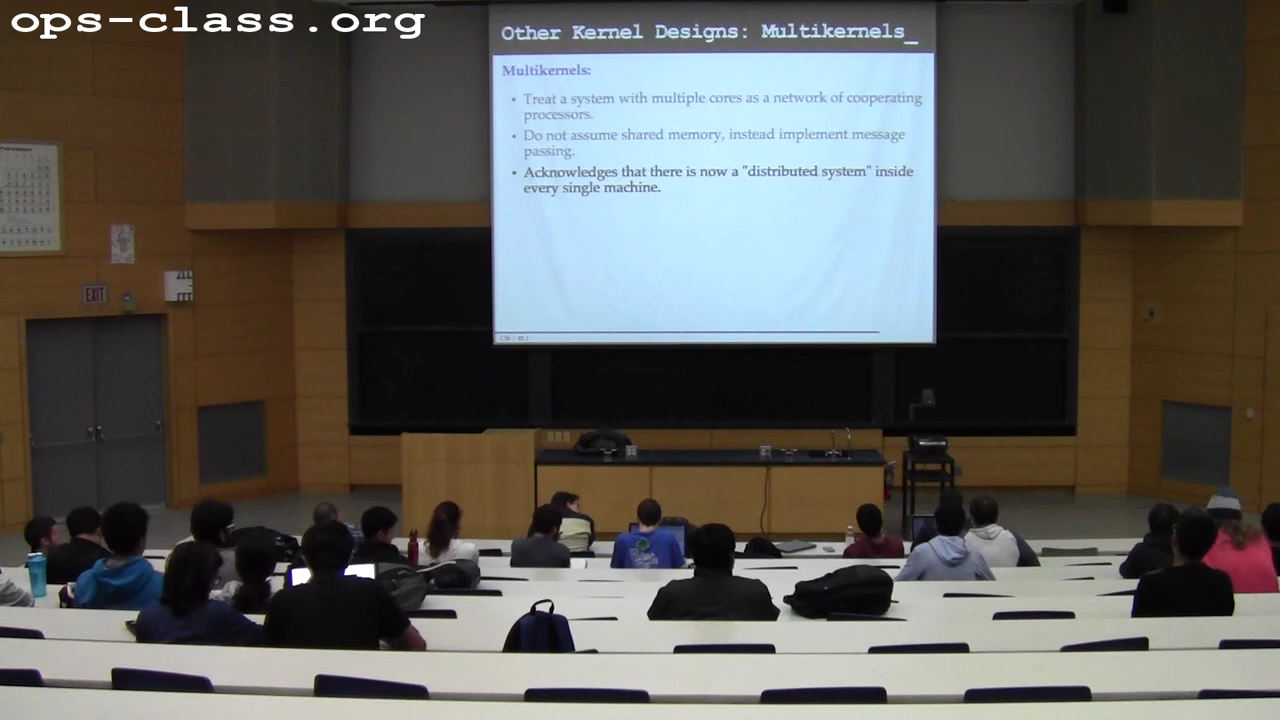 ops-class.org
Other Kernel Designs: Multikernels_
Multikernels:
• Treat a system with multiple cores as a network of cooperating
processors.
• Do not assume shared memory, instead implement message
passing.
• Acknowledges that there is now a "distributed system" inside
every single machine.
EXIT